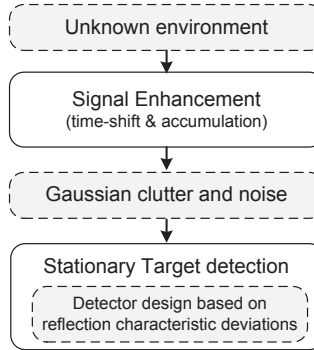 Unknown environment
Signal Enhancement
(time-shift & accumulation)
Gaussian clutter and noise
Stationary Target detection
Detector design based on
reflection characteristic deviations